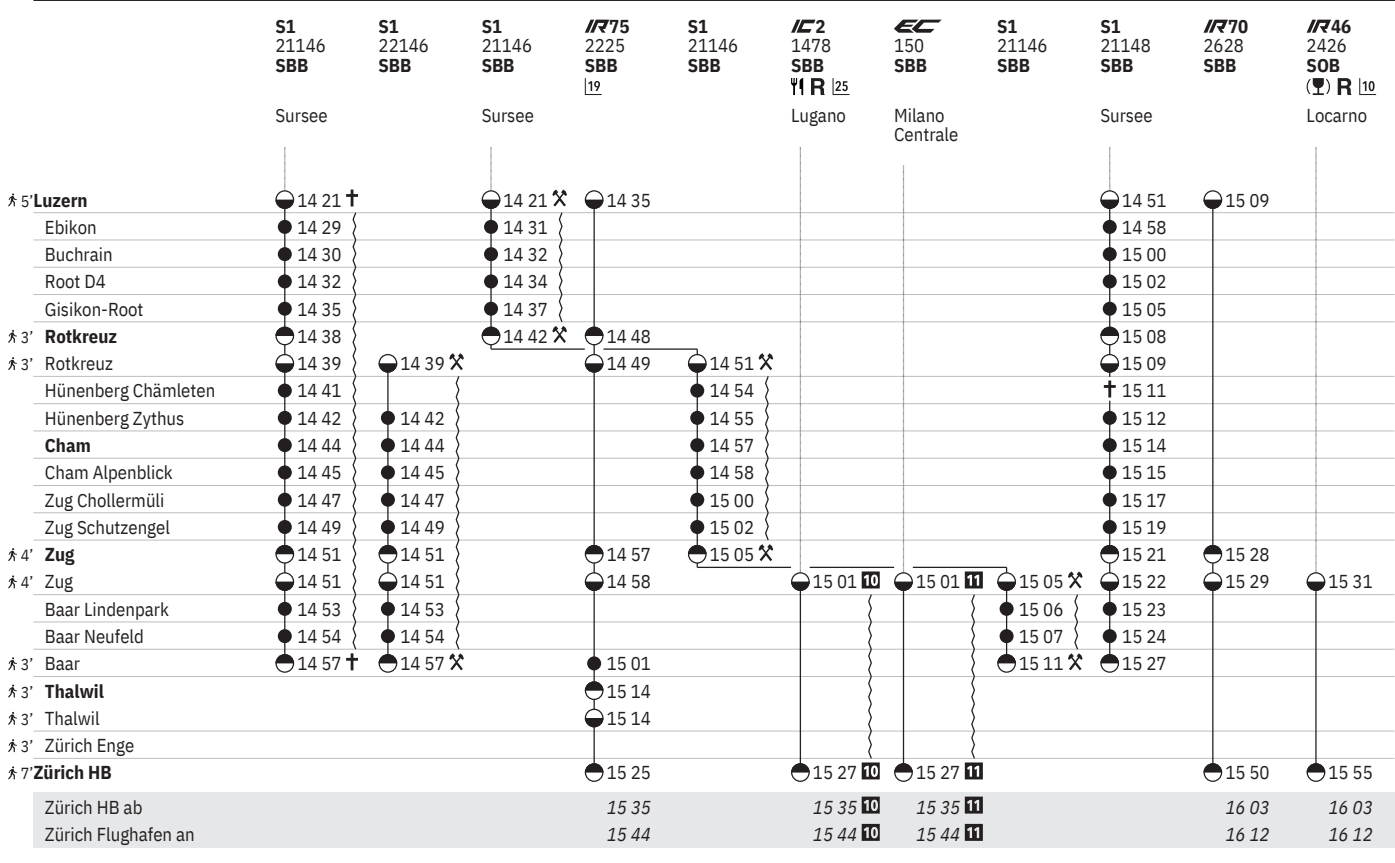 S1 S1 S1 IR75 S1 IC2 EC S1 S1 IR70 IR46
21146 22146 21146 2225 21146 1478 150 21146 21148 2628 2426
SBB SBB SBB SBB SBB SBB SBB SBB SBB SBB SOB
19 R 25 R 10
Sursee Sursee Lugano Milano Sursee Locarno
Centrale
5' Luzern 14 21 14 21 14 35 14 51 15 09
Ebikon 14 29 14 31 14 58
Buchrain 14 30 14 32 15 00
Root D4 14 32 14 34 15 02
Gisikon-Root 14 35 14 37 15 05
3' Rotkreuz 14 38 14 42 14 48 15 08
3' Rotkreuz 14 39 14 39 14 49 14 51 15 09
Hünenberg Chämleten 14 41 14 54 15 11
Hünenberg Zythus 14 42 14 42 14 55 15 12
Cham 14 44 14 44 14 57 15 14
Cham Alpenblick 14 45 14 45 14 58 15 15
Zug Chollermüli 14 47 14 47 15 00 15 17
Zug Schutzengel 14 49 14 49 15 02 15 19
4' Zug 14 51 14 51 14 57 15 05 15 21 15 28
4' Zug 14 51 14 51 14 58 15 01 10 15 01 11 15 05 15 22 15 29 15 31
Baar Lindenpark 14 53 14 53 15 06 15 23
Baar Neufeld 14 54 14 54 15 07 15 24
3' Baar 14 57 14 57 15 01 15 11 15 27
3' Thalwil 15 14
3' Thalwil 15 14
3' Zürich Enge
7' Zürich HB 15 25 15 27 10 15 27 11 15 50 15 55
Zürich HB ab 15 35 15 35 10 15 35 11 16 03 16 03
Zürich Flughafen an 15 44 15 44 10 15 44 11 16 12 16 12